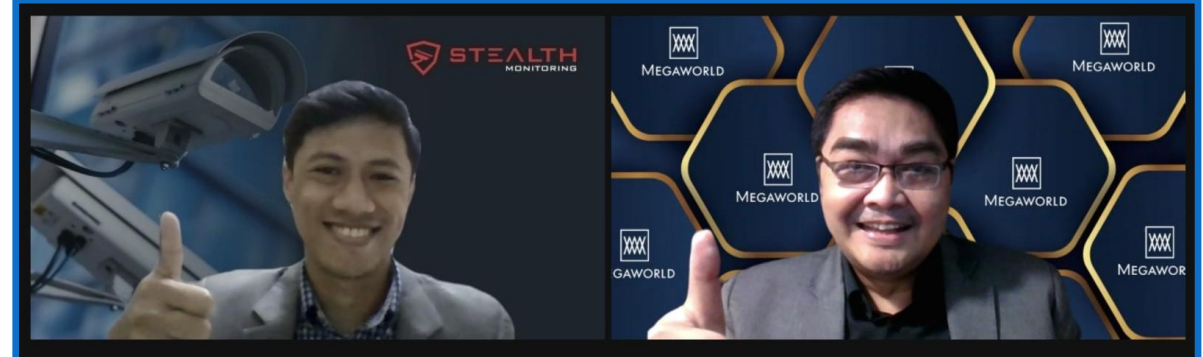 STEALTH
MONITORING
MEGAWORLD
MEGAWORLD
MEGAWORLD
MEGAWORLD
GAWORLD
MEGAWOR